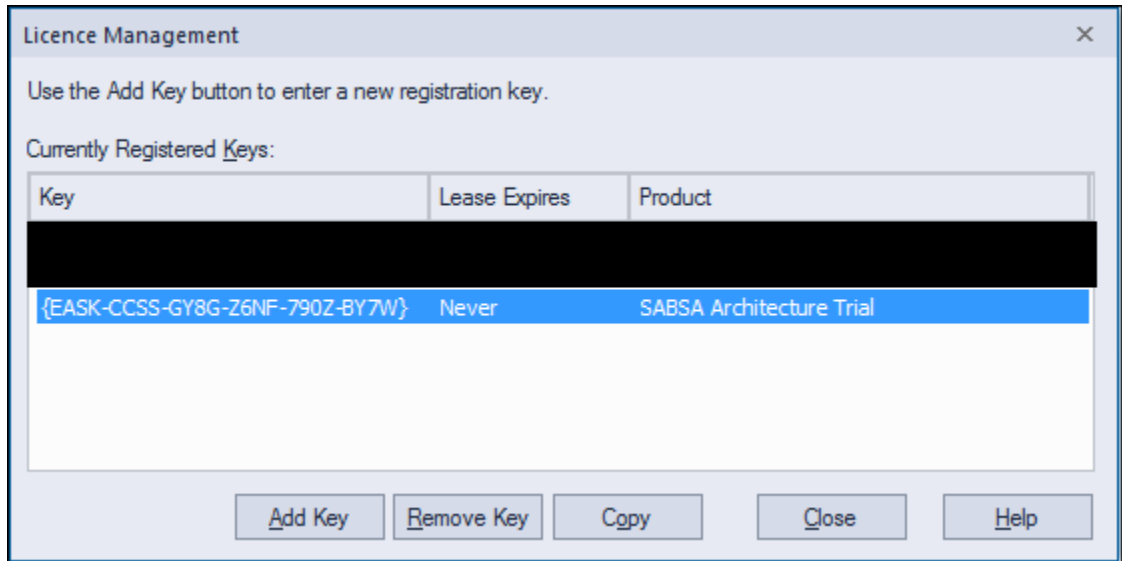 Licence Management
Use the Add Key button to enter a new registration key.
Currently Registered Keys:
Key Lease Expires Product
{EASK-CCSS-GY8G-Z6NF-790Z-BY7W} Never SABSA Architecture Trial
Add Key Remove Key Copy Close Help